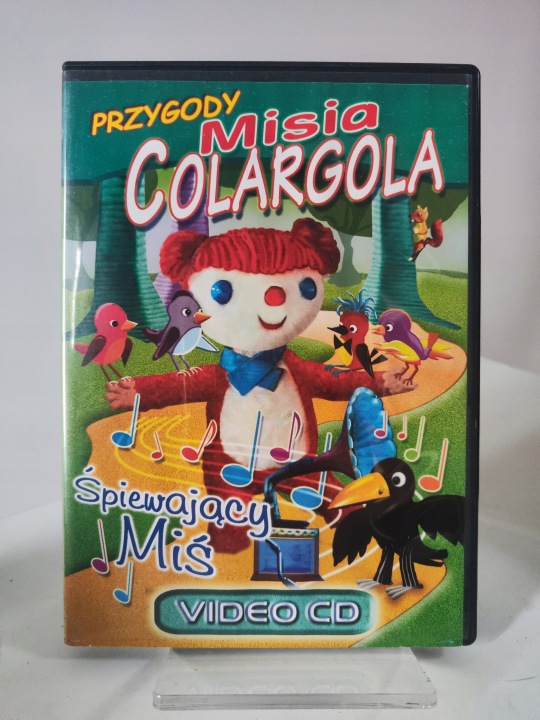 PRZYGODY
Misia
COLARGOLA
Śpiewający
Miś
VIDEO CD